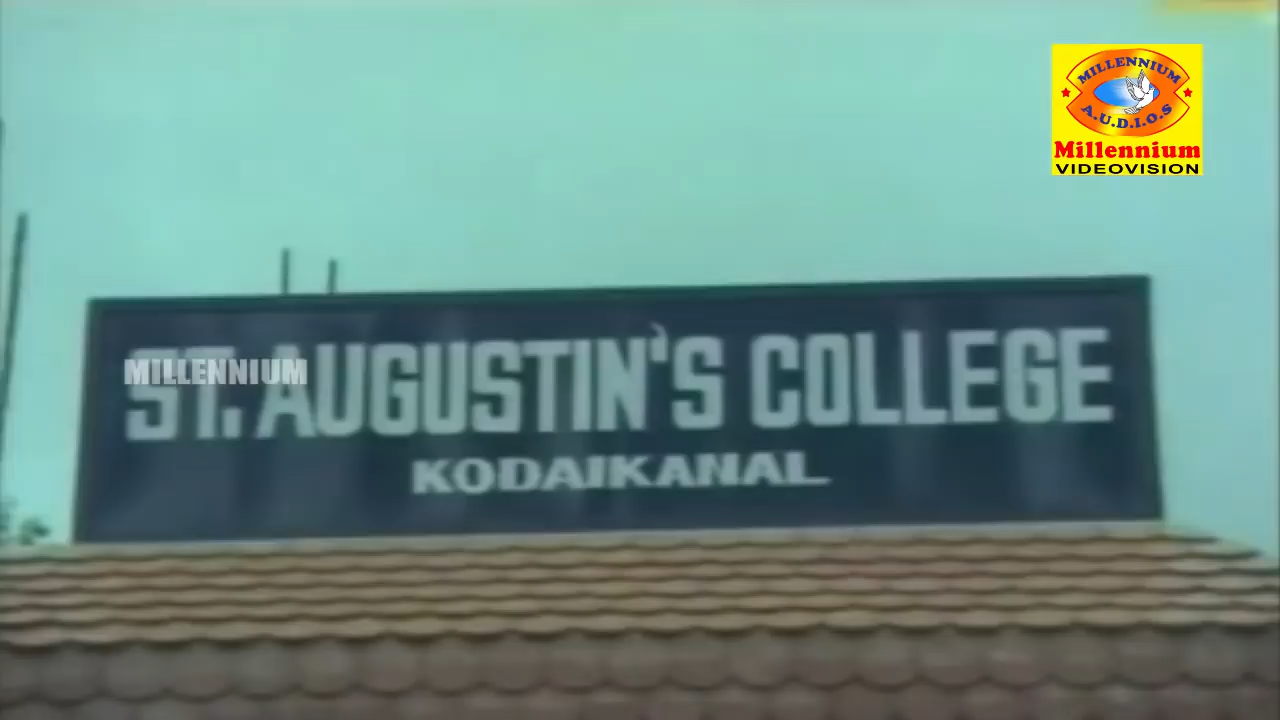 MILLENNIUM
A.U.D.I.O.S
Millennium
VIDEOVISION
MILLENNIUM
ST. AUGUSTIN'S COLLEGE
KODAIKANAL